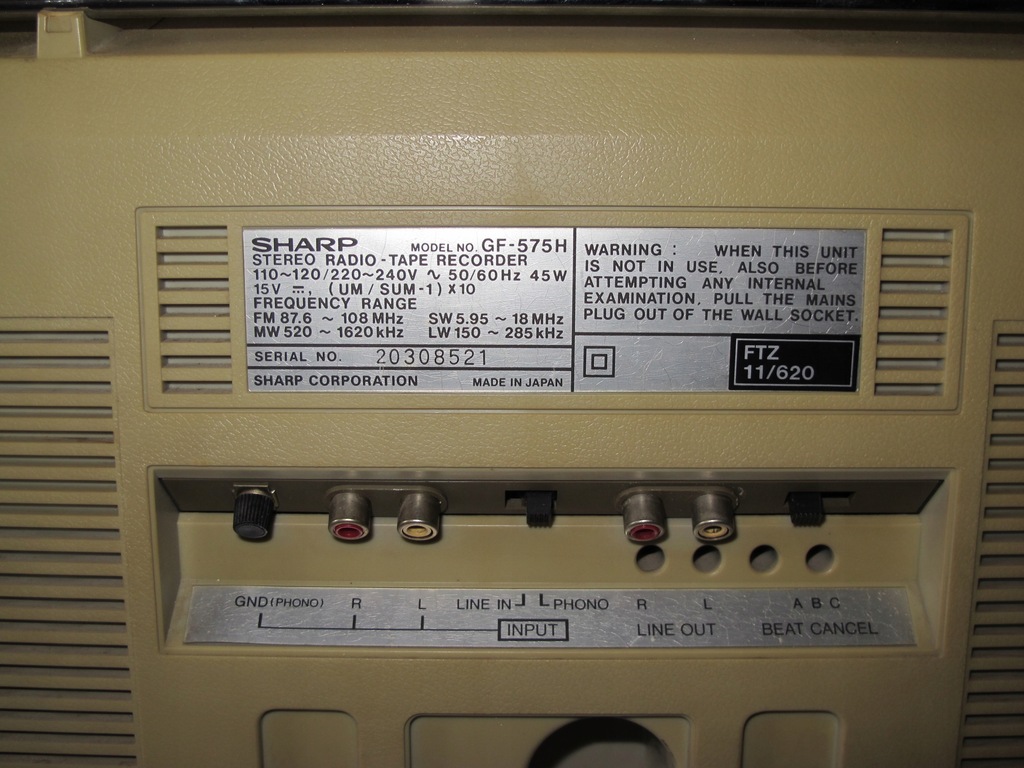 SHARP MODEL NO. GF-575H
STEREO RADIO-TAPE RECORDER
110~120/220~240V ∿ 50/60Hz 45W
15V ⎓, (UM/SUM-1) X10
FREQUENCY RANGE
FM 87.6 ~ 108 MHz SW 5.95 ~ 18 MHz
MW 520 ~ 1620 kHz LW 150 ~ 285 kHz
SERIAL NO. 20308521
SHARP CORPORATION MADE IN JAPAN
WARNING : WHEN THIS UNIT
IS NOT IN USE, ALSO BEFORE
ATTEMPTING ANY INTERNAL
EXAMINATION, PULL THE MAINS
PLUG OUT OF THE WALL SOCKET.
FTZ
11/620
GND (PHONO) R L LINE IN PHONO R L A B C
INPUT LINE OUT BEAT CANCEL